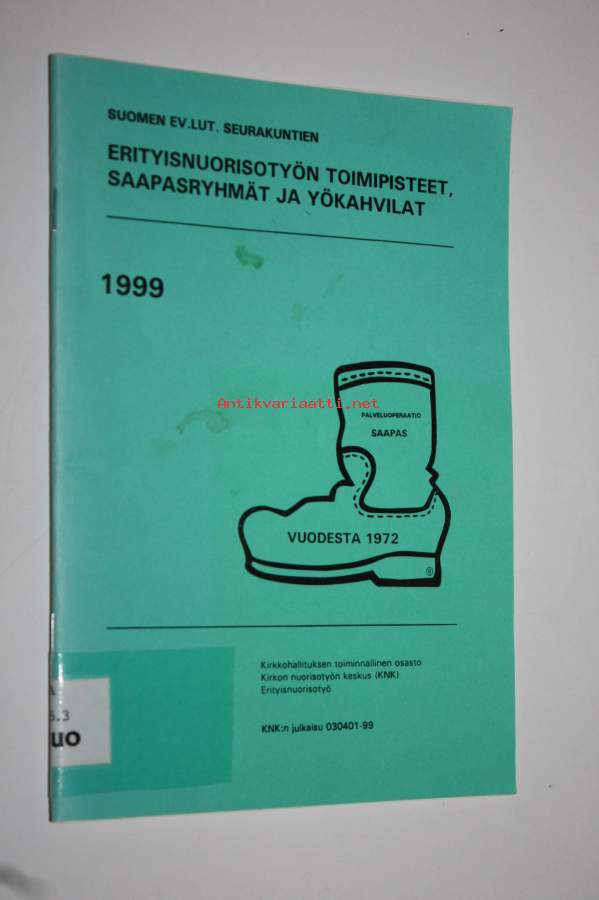 SUOMEN EV.LUT. SEURAKUNTIEN
ERITYISNUORISOTYÖN TOIMIPISTEET,
SAAPASRYHMÄT JA YÖKAHVILAT
1999
Antikvariaatti.net
PALVELUOPERAATIO
SAAPAS
VUODESTA 1972
®
Kirkkohallituksen toiminnallinen osasto
Kirkon nuorisotyön keskus (KNK)
Erityisnuorisotyö
KNK:n julkaisu 030401-99
.3
uo